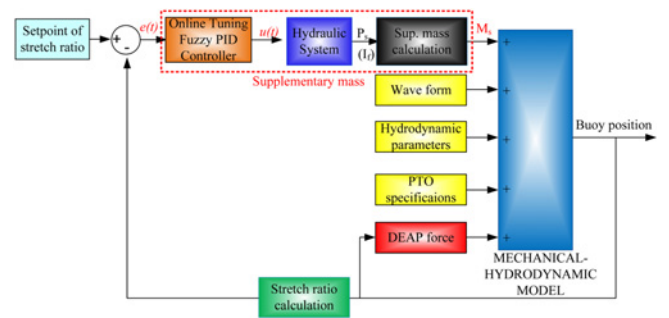 Setpoint of
stretch ratio
+
-
e(t)
Online Tuning
Fuzzy PID
Controller
u(t)
Hydraulic
System
Ps
(If)
Sup. mass
calculation
Ms
Supplementary mass
+
Wave form
+
Hydrodynamic
parameters
+
PTO
specificaions
+
DEAP force
+
Buoy position
MECHANICAL-
HYDRODYNAMIC
MODEL
Stretch ratio
calculation